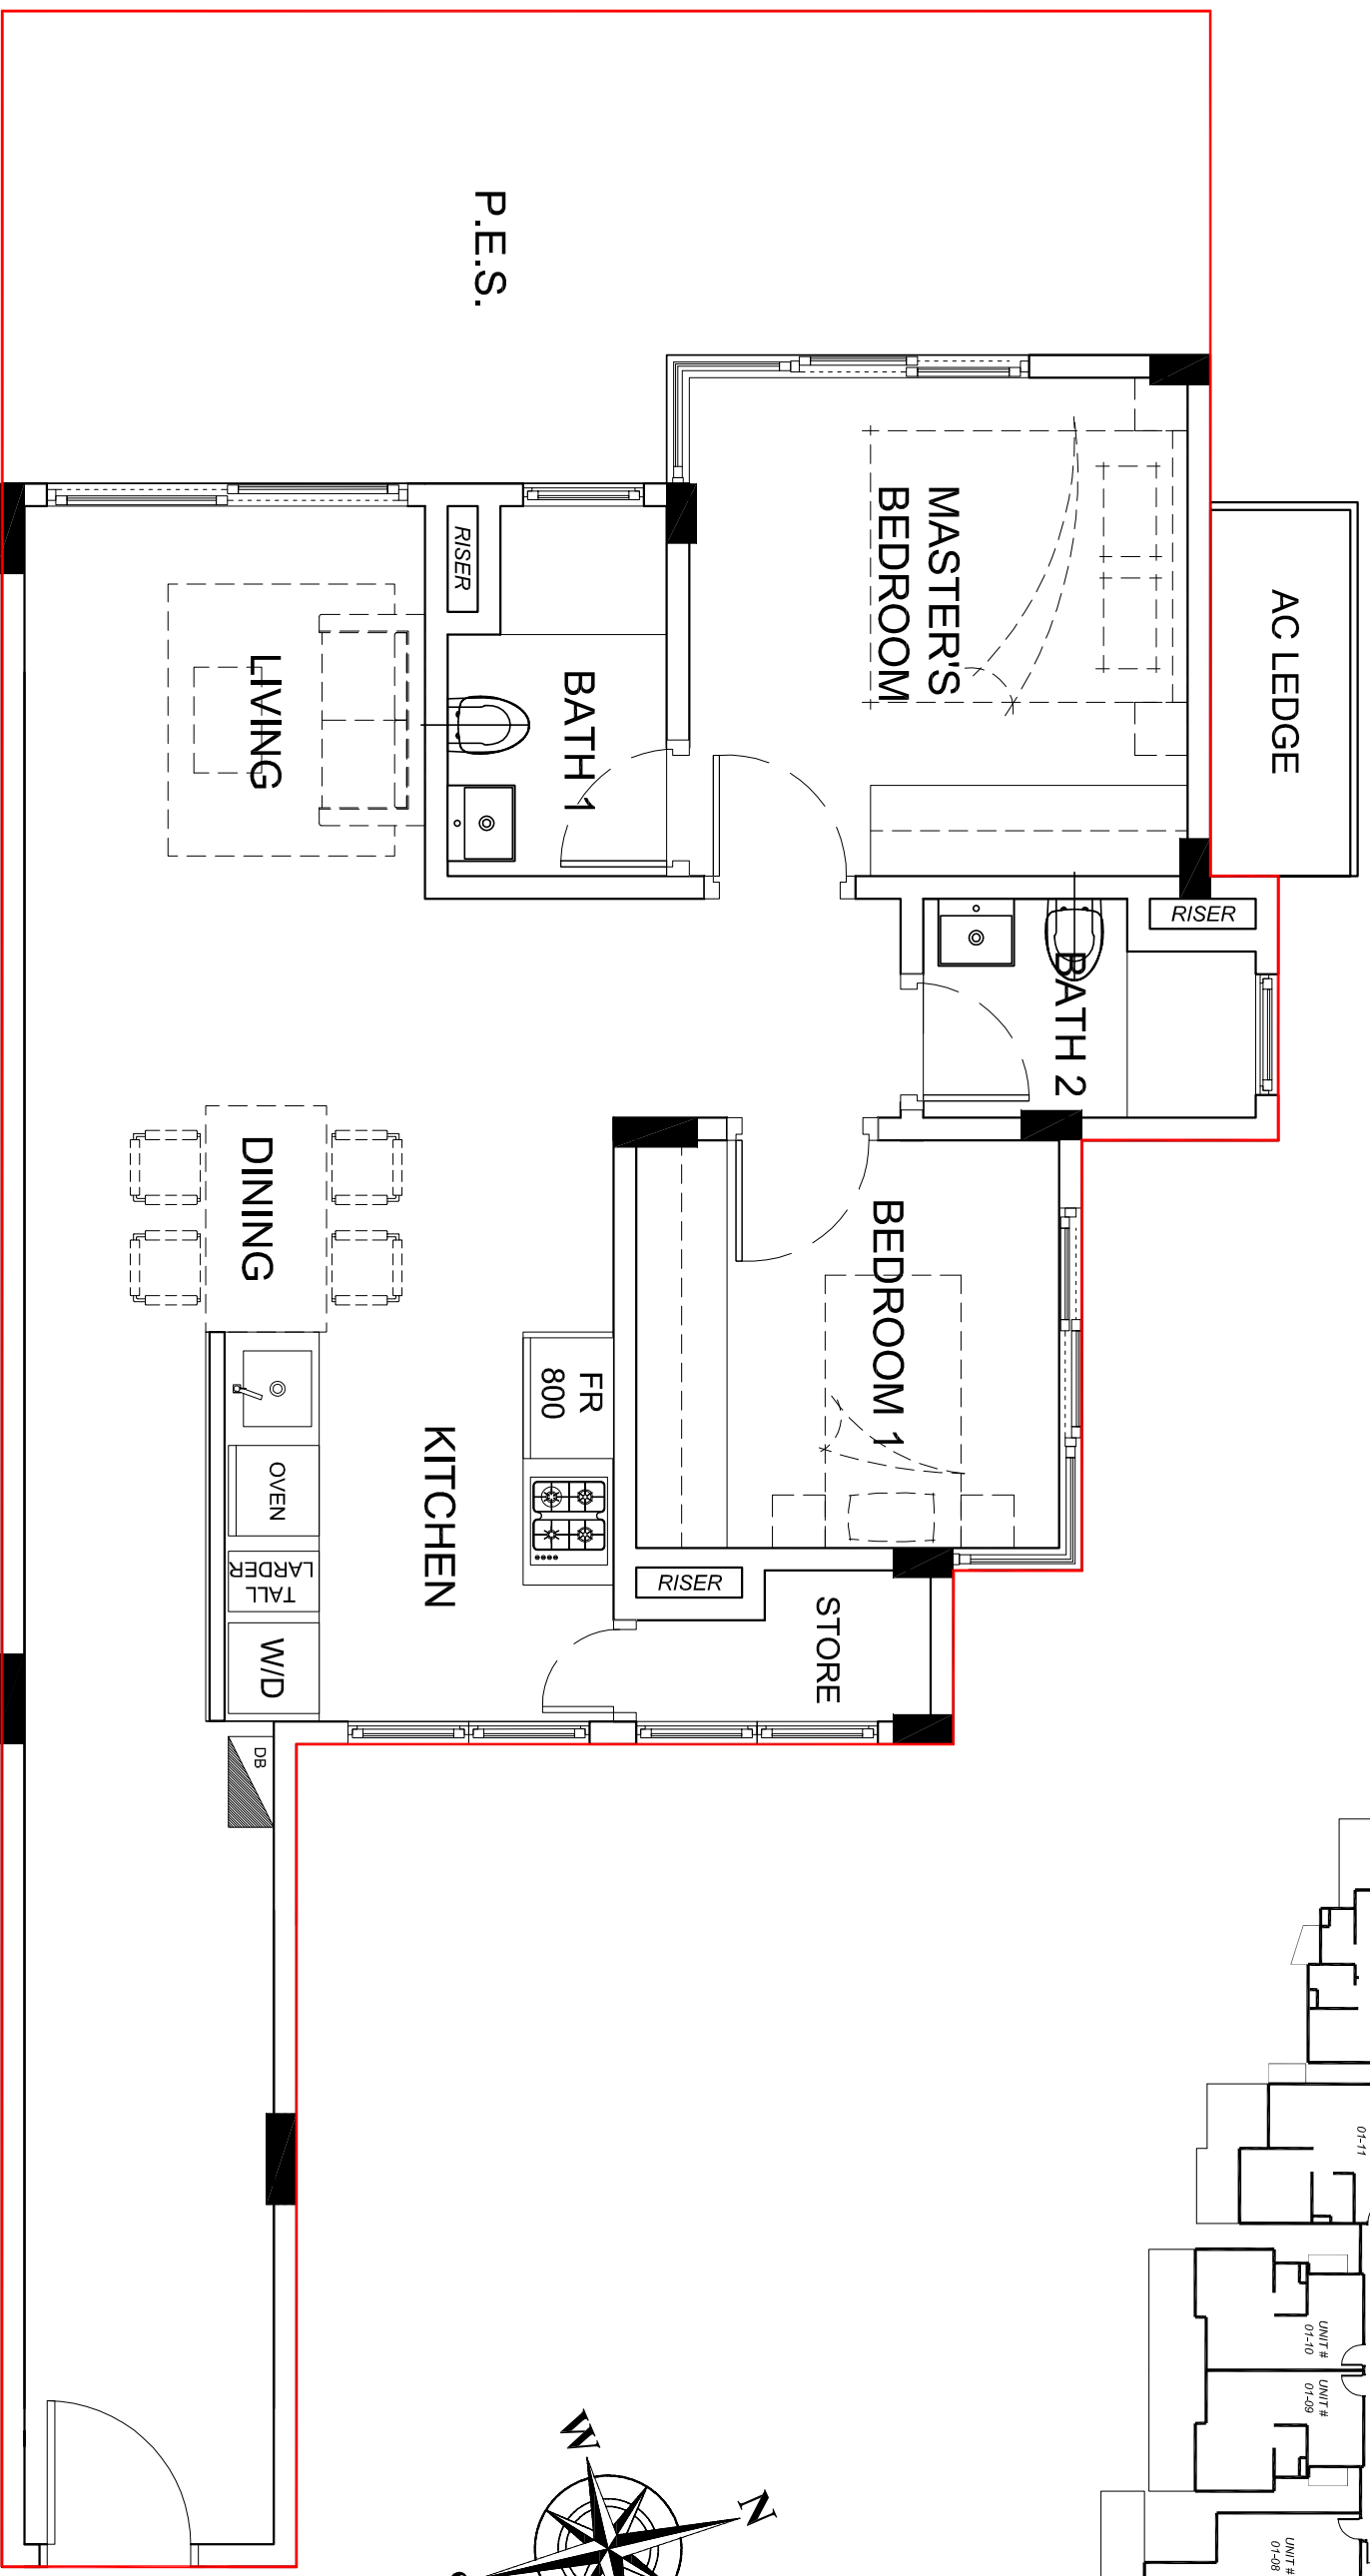 P.E.S.
MASTER'S
BEDROOM
AC LEDGE
RISER
BATH 1
LIVING
RISER
BATH 2
DINING
BEDROOM 1
FR
800
KITCHEN
OVEN
TALL
LARDER
W/D
RISER
STORE
DB
01-11
UNIT #
01-10
UNIT #
01-09
UNIT #
01-08
W
N